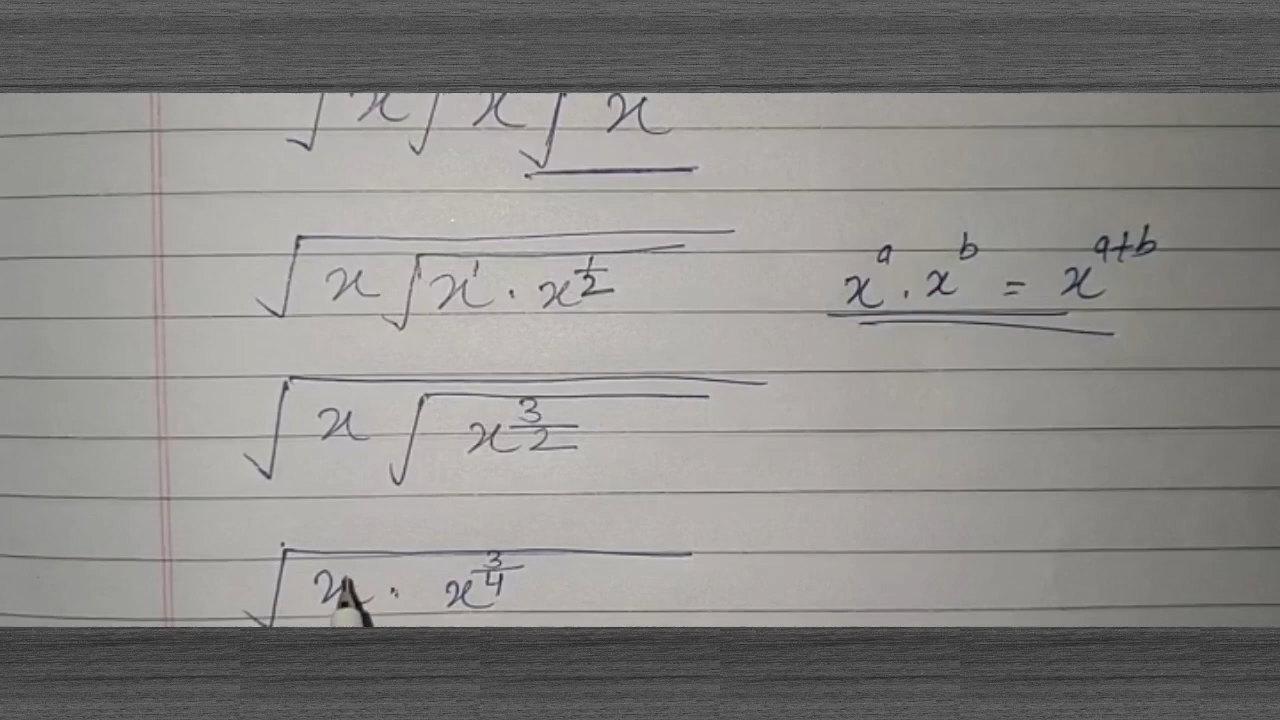 √x√x√x
√(x√(x¹ · x^(1/2))) x^a . x^b = x^(a+b)
√(x√(x^(3/2)))
√(x · x^(3/4))